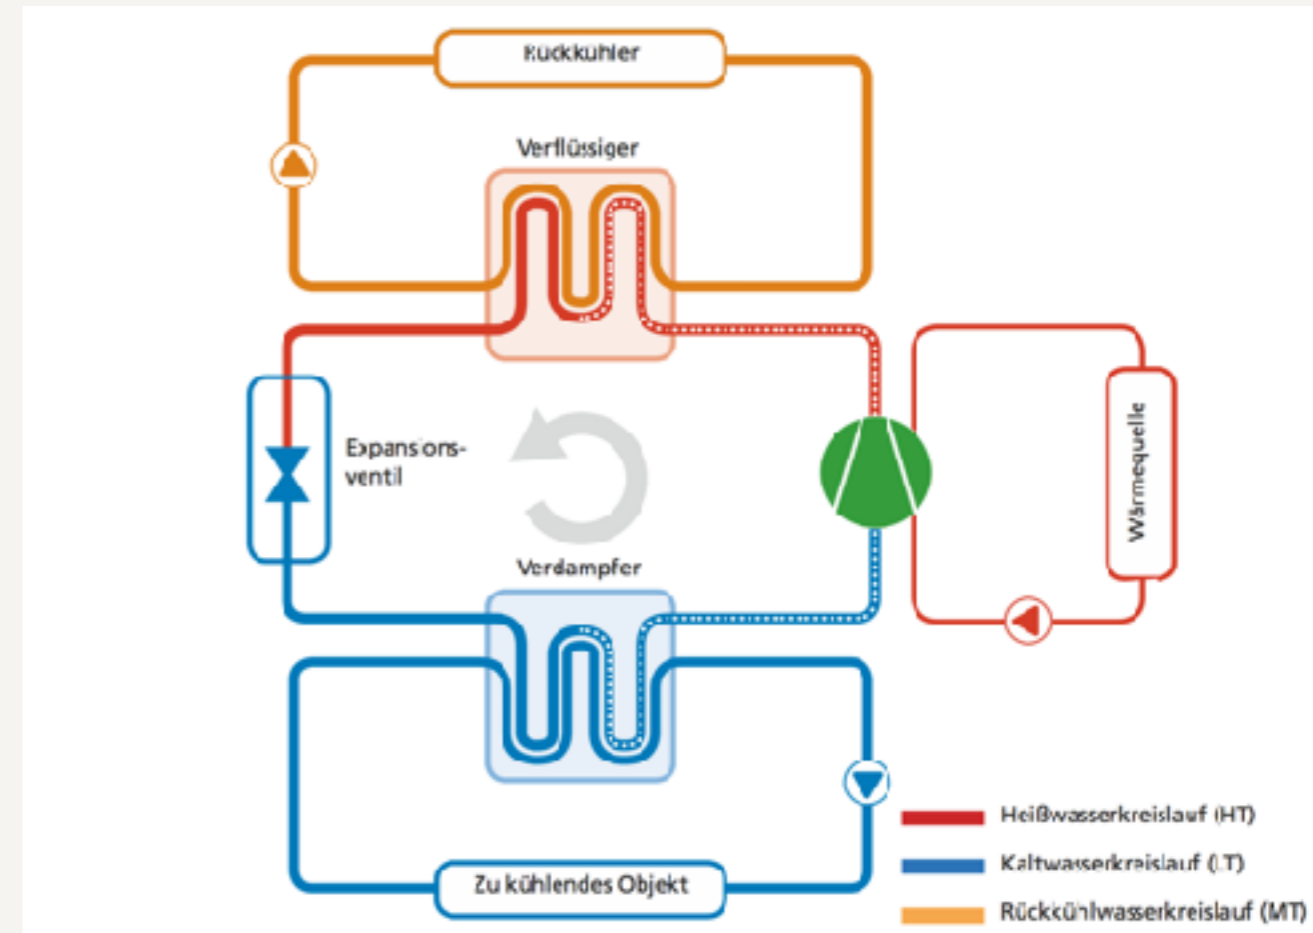 Rückkühler
Verflüssiger
Expansions-
ventil
Wärmequelle
Verdampfer
Zu kühlendes Objekt
Heißwasserkreislauf (HT)
Kaltwasserkreislauf (LT)
Rückkühlwasserkreislauf (MT)